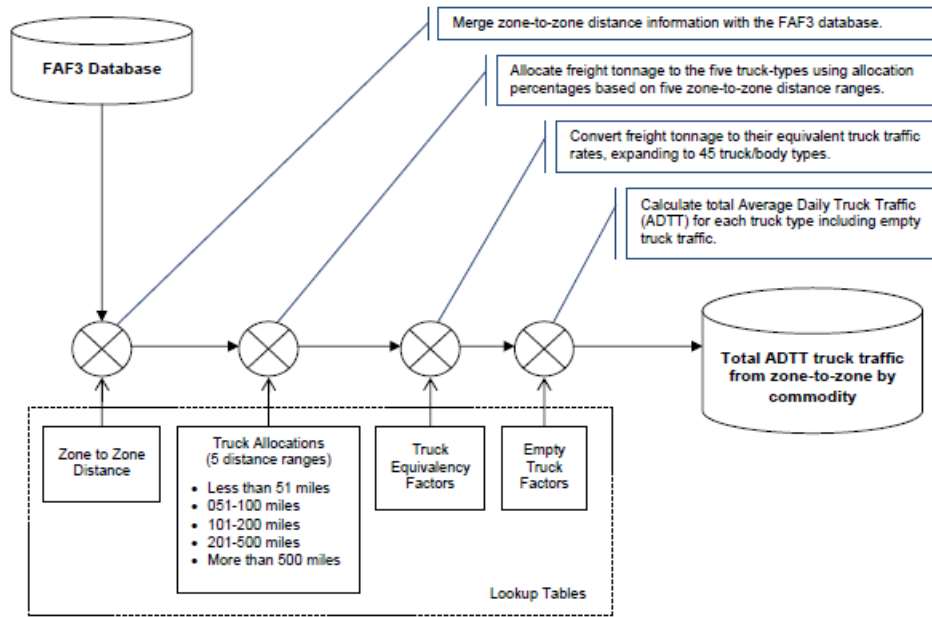 Merge zone-to-zone distance information with the FAF3 database.
FAF3 Database
Allocate freight tonnage to the five truck-types using allocation
percentages based on five zone-to-zone distance ranges.
Convert freight tonnage to their equivalent truck traffic
rates, expanding to 45 truck/body types.
Calculate total Average Daily Truck Traffic
(ADTT) for each truck type including empty
truck traffic.
Total ADTT truck traffic
from zone-to-zone by
commodity
Zone to Zone
Distance
Truck Allocations
(5 distance ranges)
• Less than 51 miles
• 051-100 miles
• 101-200 miles
• 201-500 miles
• More than 500 miles
Truck
Equivalency
Factors
Empty
Truck
Factors
Lookup Tables